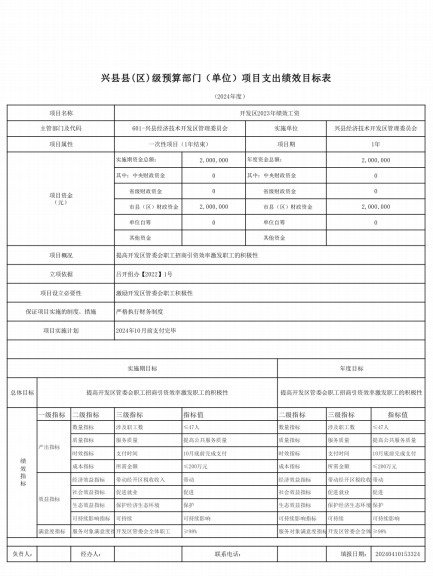 兴县县(区)级预算部门（单位）项目支出绩效目标表
（2024年度）
项目名称 开发区2023年绩效工资
主管部门及代码 601-兴县经济技术开发区管理委员会 实施单位 兴县经济技术开发区管理委员会
项目属性 一次性项目（1年结束） 项目期 1年
项目资金（元） 实施期资金总额： 2,000,000 年度资金总额： 2,000,000
其中：中央财政资金 0 其中：中央财政资金 0
省级财政资金 0 省级财政资金 0
市县（区）财政资金 2,000,000 市县（区）财政资金 2,000,000
单位自筹 0 单位自筹 0
其他资金 其他资金
项目概况 提高开发区管委会职工招商引资效率激发职工的积极性
立项依据 吕开组办【2022】1号
项目设立必要性 激励开发区管委会职工积极性
保证项目实施的制度、措施 严格执行财务制度
项目实施计划 2024年10月前支付完毕
实施期目标 年度目标
总体目标 提高开发区管委会职工招商引资效率激发职工的积极性 提高开发区管委会职工招商引资效率激发职工的积极性
绩效指标 一级指标 二级指标 三级指标 指标值 二级指标 三级指标 指标值
产出指标 数量指标 涉及职工数 ≤47人 数量指标 涉及职工数 ≤47人
质量指标 服务质量 提高公共服务质量 质量指标 服务质量 提高公共服务质量
时效指标 支付时间 10月底前完成支付 时效指标 支付时间 10月底前完成支付
成本指标 所需金额 ≤200万元 成本指标 所需金额 ≤200万元
效益指标 经济效益指标 带动经开区税收收 带动 经济效益指标 带动经开区税收收 带动
社会效益指标 促进就业 促进 社会效益指标 促进就业 促进
生态效益指标 保护经济生态环境 保护 生态效益指标 保护经济生态环境 保护
可持续影响指标 可持续 可持续影响 可持续影响指标 可持续 可持续影响
满意度指标 服务对象满意度指 开发区管委会全体职工 ≥98% 服务对象满意度指 开发区管委会 ≥98%
负责人： 经办人： 联系电话： 填报日期： 20240410153324